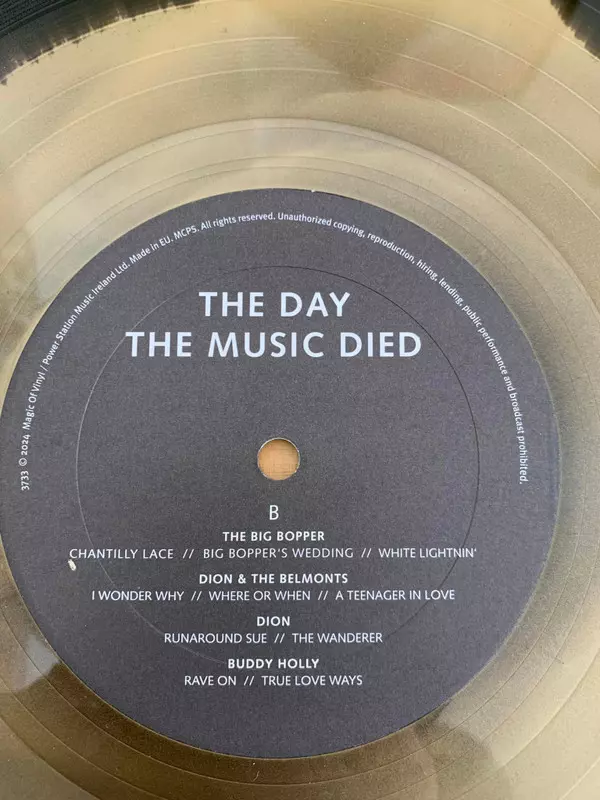 3733 © 2024 Magic Of Vinyl / Power Station Music Ireland Ltd. Made in EU. MCPS. All rights reserved. Unauthorized copying, reproduction, hiring, lending, public performance and broadcast prohibited.
THE DAY
THE MUSIC DIED
B
THE BIG BOPPER
CHANTILLY LACE // BIG BOPPER'S WEDDING // WHITE LIGHTNIN'
DION & THE BELMONTS
I WONDER WHY // WHERE OR WHEN // A TEENAGER IN LOVE
DION
RUNAROUND SUE // THE WANDERER
BUDDY HOLLY
RAVE ON // TRUE LOVE WAYS